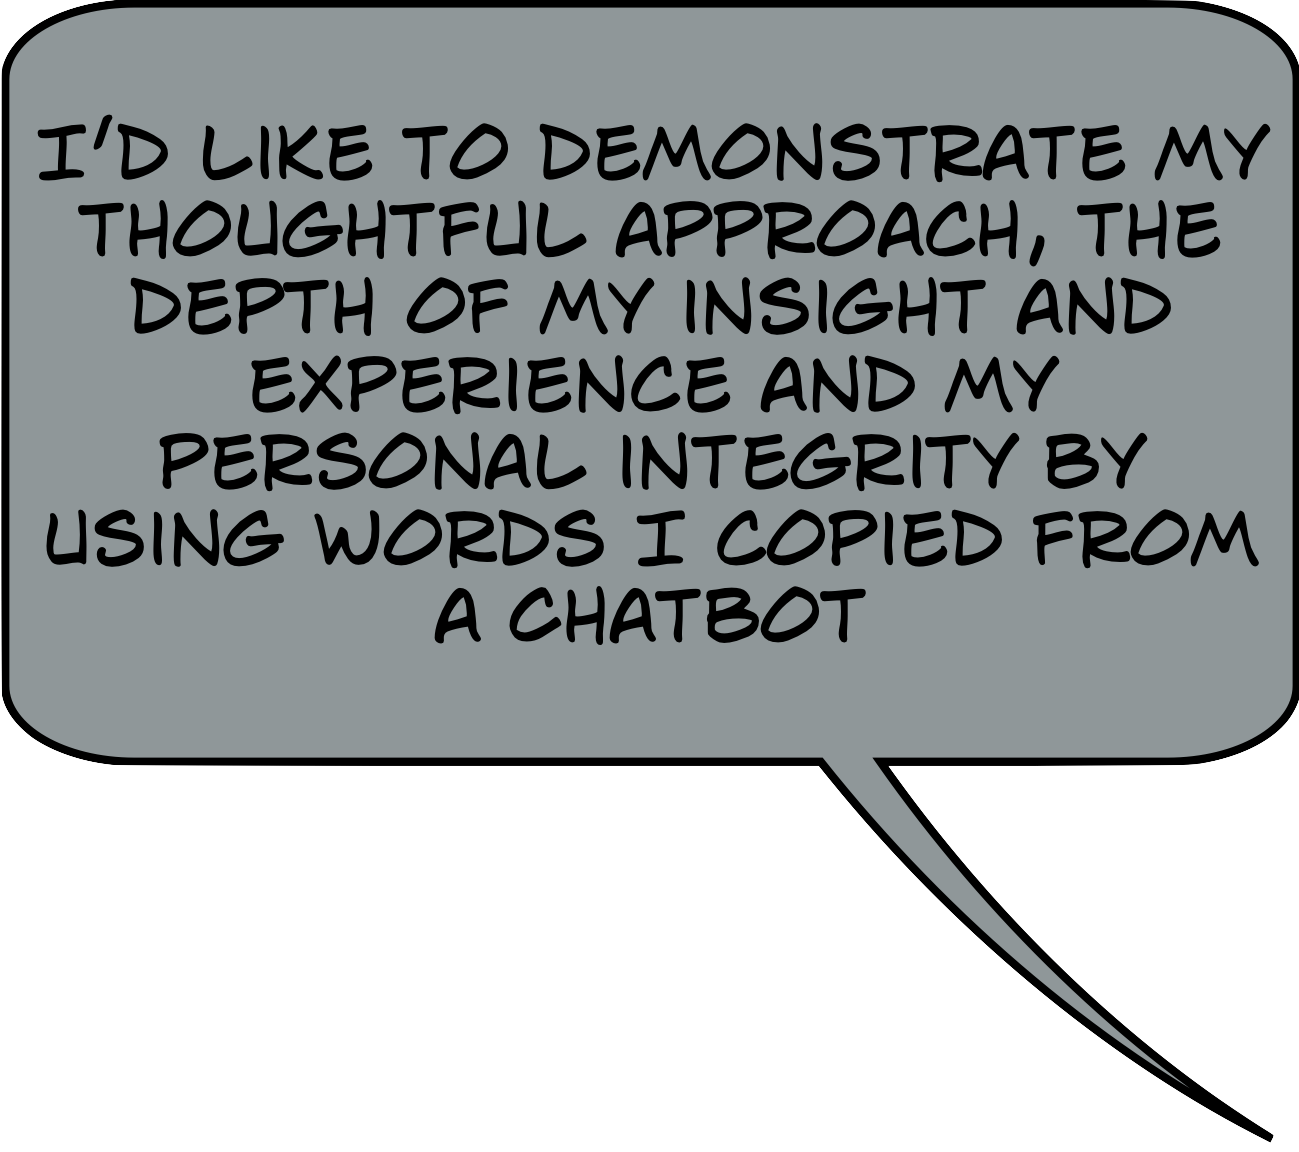 I'D LIKE TO DEMONSTRATE MY
THOUGHTFUL APPROACH, THE
DEPTH OF MY INSIGHT AND
EXPERIENCE AND MY
PERSONAL INTEGRITY BY
USING WORDS I COPIED FROM
A CHATBOT